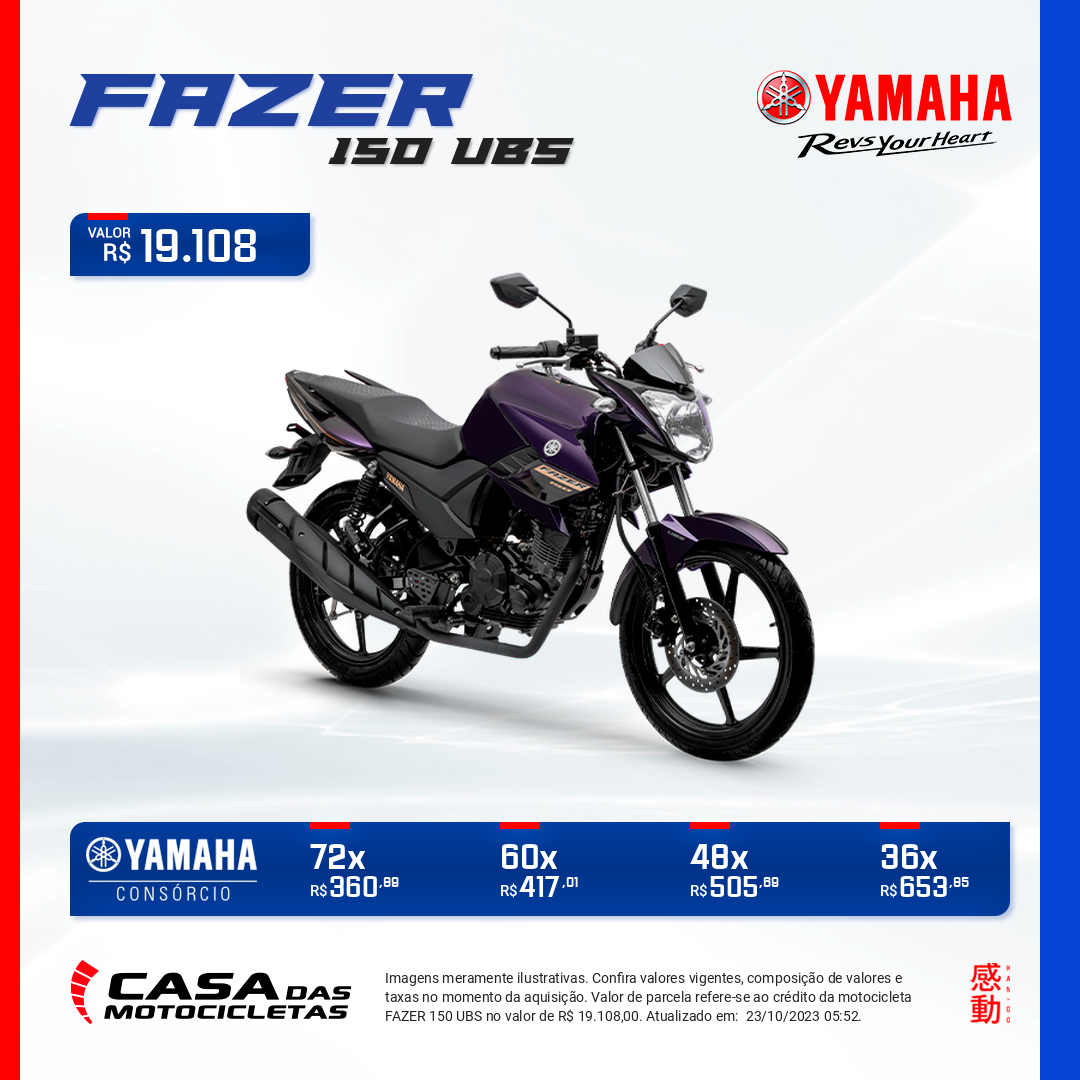 FAZER
150 UBS
YAMAHA
Revs Your Heart
VALOR
R$ 19.108
FAZER
YAMAHA
YAMAHA
CONSÓRCIO
72x
R$360,89
60x
R$417,01
48x
R$505,69
36x
R$653,85
CASA DAS
MOTOCICLETAS
Imagens meramente ilustrativas. Confira valores vigentes, composição de valores e
taxas no momento da aquisição. Valor de parcela refere-se ao crédito da motocicleta
FAZER 150 UBS no valor de R$ 19.108,00. Atualizado em: 23/10/2023 05:52.
感動